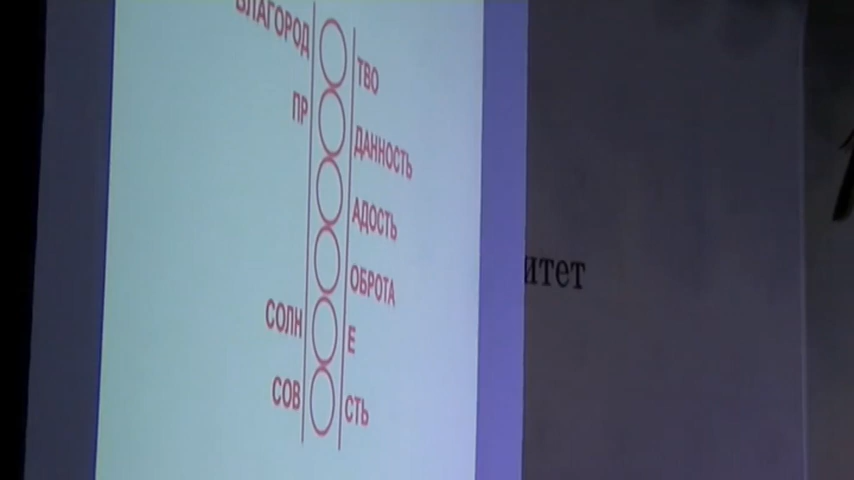 БЛАГОРОД ТВО
ПР ДАННОСТЬ
АДОСТЬ
ОБРОТА
СОЛН Е
СОВ СТЬ
итет